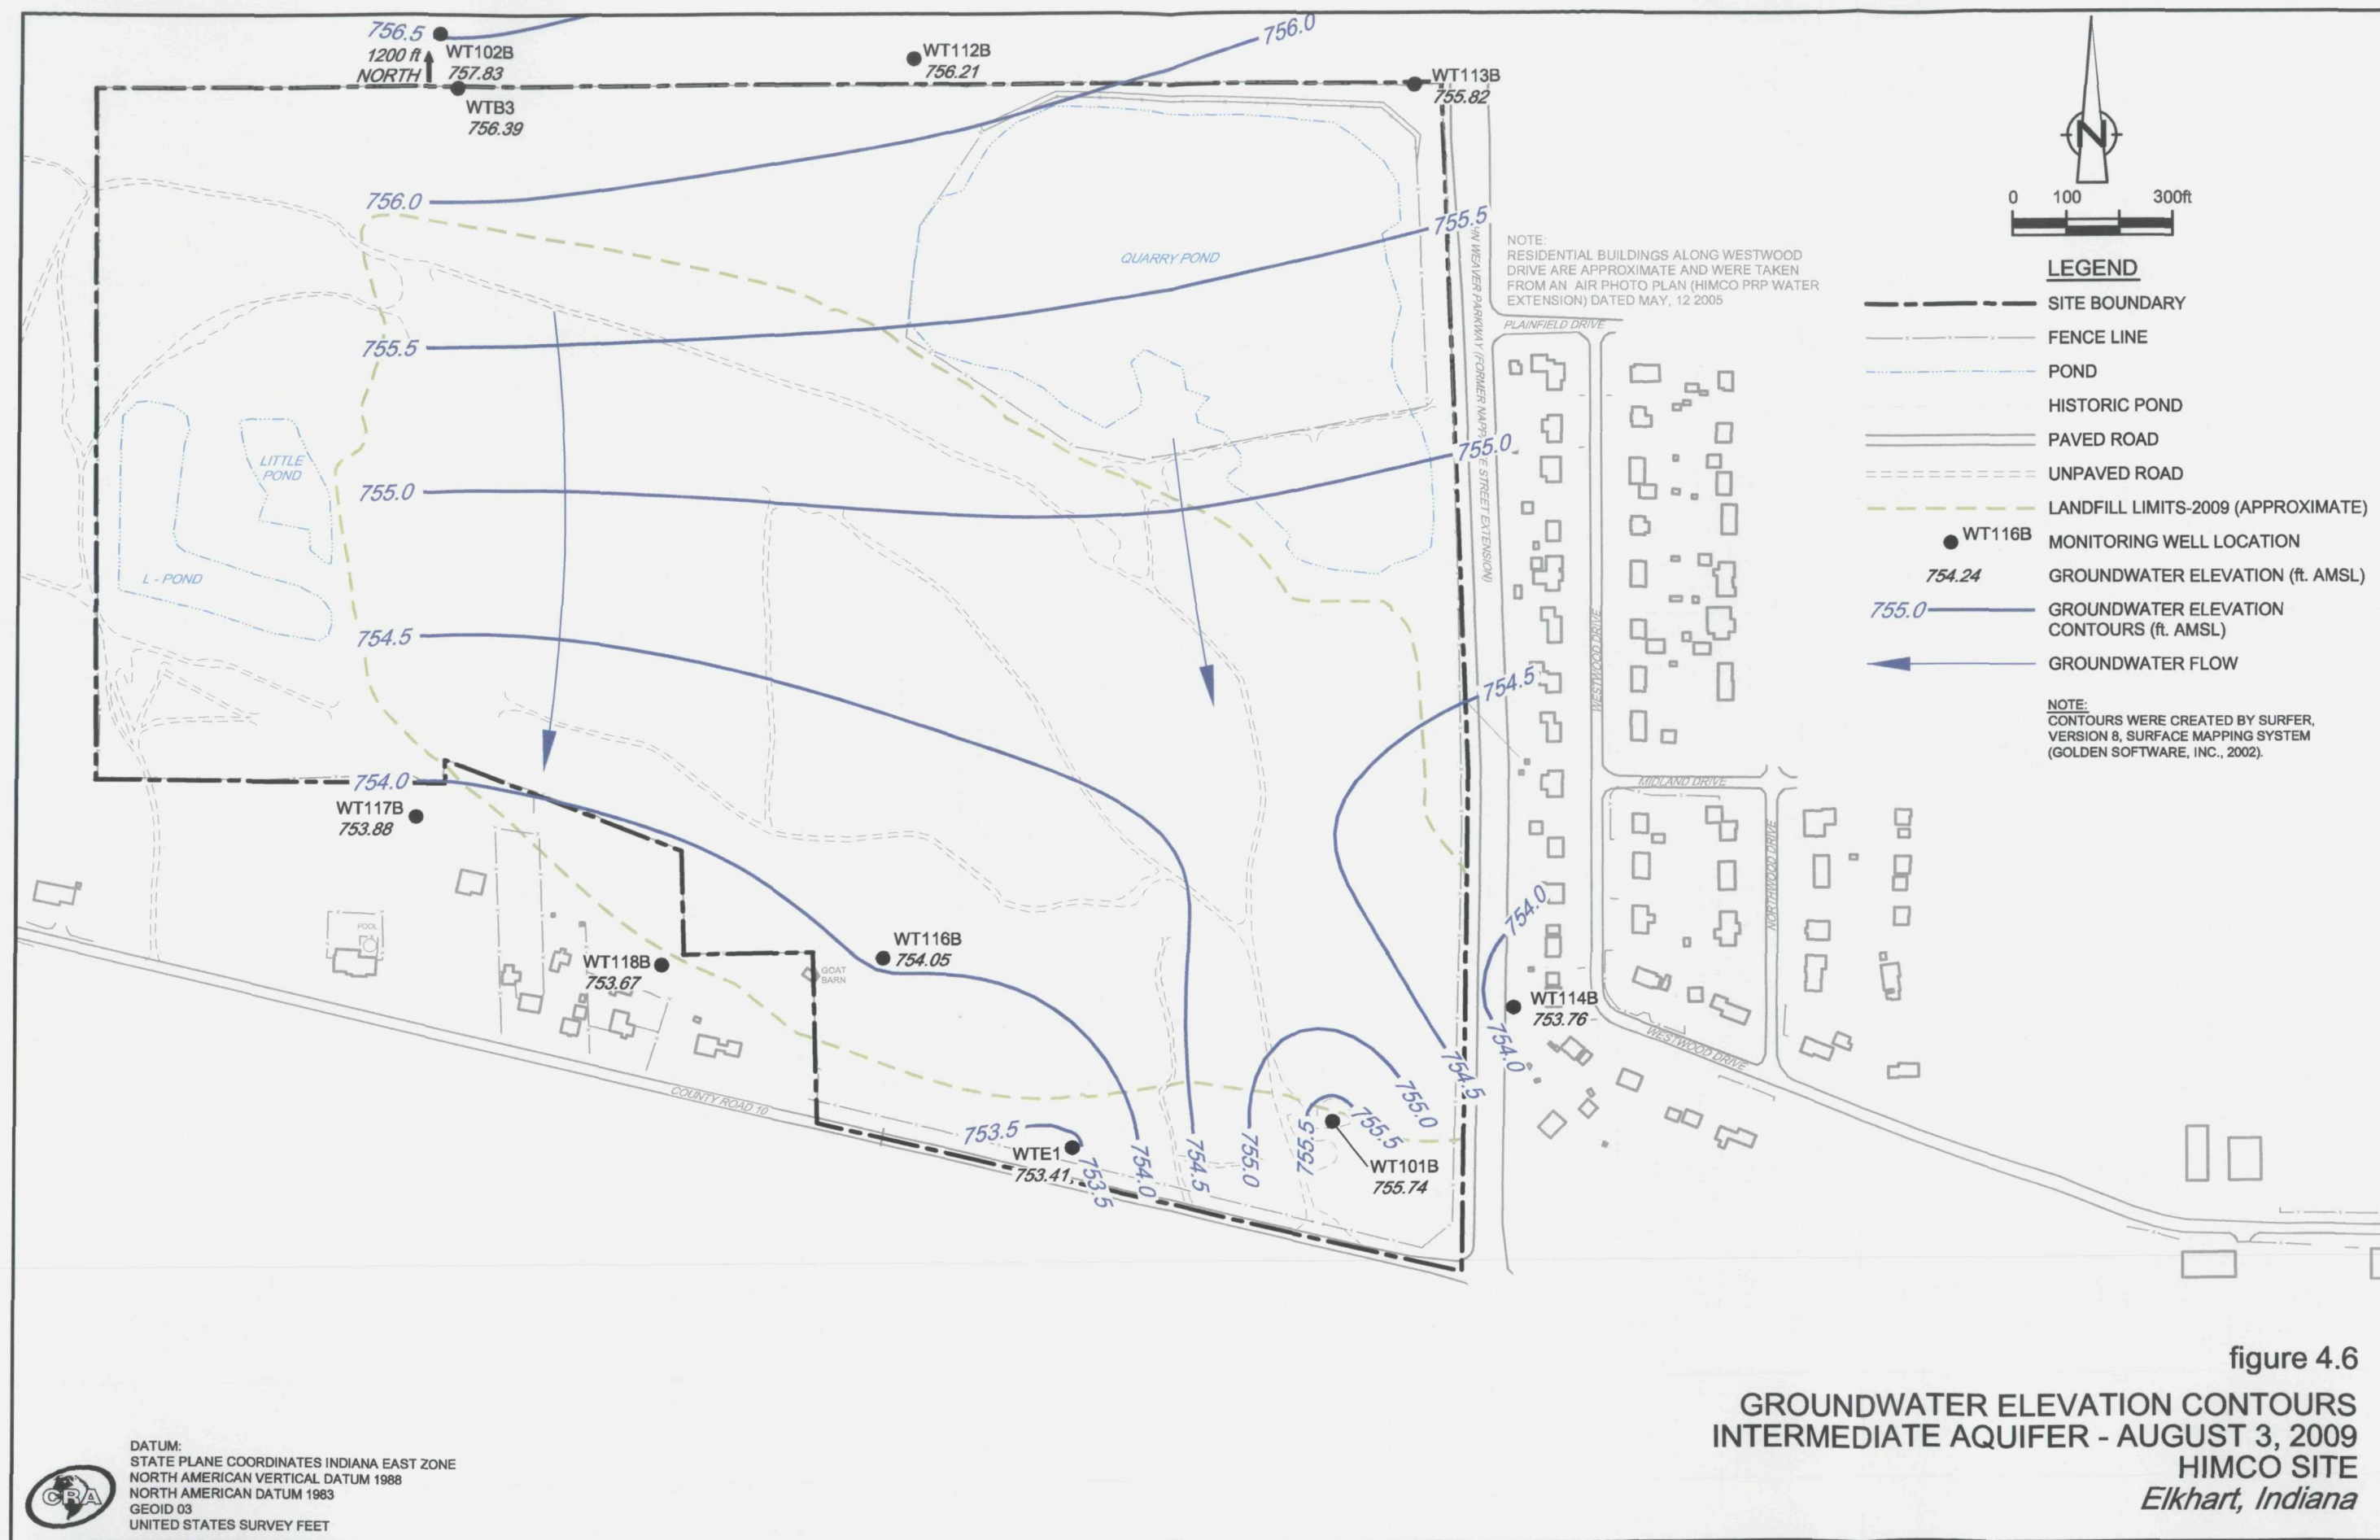 756.5
1200 ft
NORTH
WT102B
757.83
WTB3
756.39
WT112B
756.21
756.0
WT113B
755.82
756.0
755.5
QUARRY POND
NOTE:
RESIDENTIAL BUILDINGS ALONG WESTWOOD
DRIVE ARE APPROXIMATE AND WERE TAKEN
FROM AN AIR PHOTO PLAN (HIMCO PRP WATER
EXTENSION) DATED MAY, 12 2005
PLAINFIELD DRIVE
WEAVER PARKWAY (FORMER
STREET EXTENSION)
755.5
755.0
LITTLE
POND
755.0
L - POND
754.5
754.5
WESTWOOD DRIVE
MIDLAND DRIVE
NORTHWOOD DRIVE
754.0
WT117B
753.88
POOL
WT118B
753.67
GOAT
BARN
WT116B
754.05
754.0
WT114B
753.76
754.0
WESTWOOD DRIVE
COUNTY ROAD 10
753.5
WTE1
753.41
753.5
754.0
754.5
755.0
755.5
755.5
755.0
754.5
WT101B
755.74
N
0 100 300ft
LEGEND
SITE BOUNDARY
FENCE LINE
POND
HISTORIC POND
PAVED ROAD
UNPAVED ROAD
LANDFILL LIMITS-2009 (APPROXIMATE)
WT116B MONITORING WELL LOCATION
754.24 GROUNDWATER ELEVATION (ft. AMSL)
755.0 GROUNDWATER ELEVATION
CONTOURS (ft. AMSL)
GROUNDWATER FLOW
NOTE:
CONTOURS WERE CREATED BY SURFER,
VERSION 8, SURFACE MAPPING SYSTEM
(GOLDEN SOFTWARE, INC., 2002).
figure 4.6
GROUNDWATER ELEVATION CONTOURS
INTERMEDIATE AQUIFER - AUGUST 3, 2009
HIMCO SITE
Elkhart, Indiana
CRA
DATUM:
STATE PLANE COORDINATES INDIANA EAST ZONE
NORTH AMERICAN VERTICAL DATUM 1988
NORTH AMERICAN DATUM 1983
GEOID 03
UNITED STATES SURVEY FEET